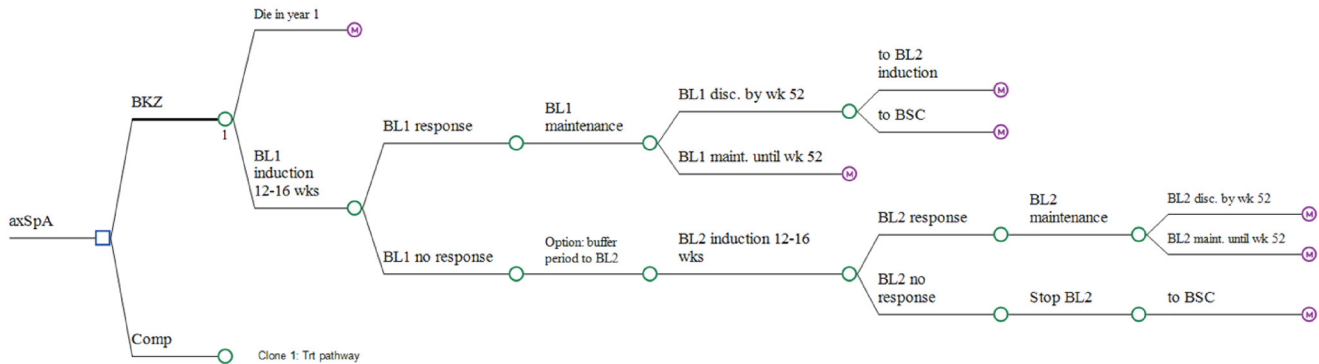 Die in year 1
M
to BL2
induction
M
BKZ
1
BL1 disc. by wk 52
to BSC
M
BL1 response
BL1
maintenance
BL1
induction
12-16 wks
BL1 maint. until wk 52
M
axSpA
BL2 response
BL2
maintenance
BL2 disc. by wk 52
M
BL1 no response
Option: buffer
period to BL2
BL2 induction 12-16
wks
BL2 maint. until wk 52
M
BL2 no
response
Stop BL2
to BSC
M
Comp
Clone 1: Trt pathway